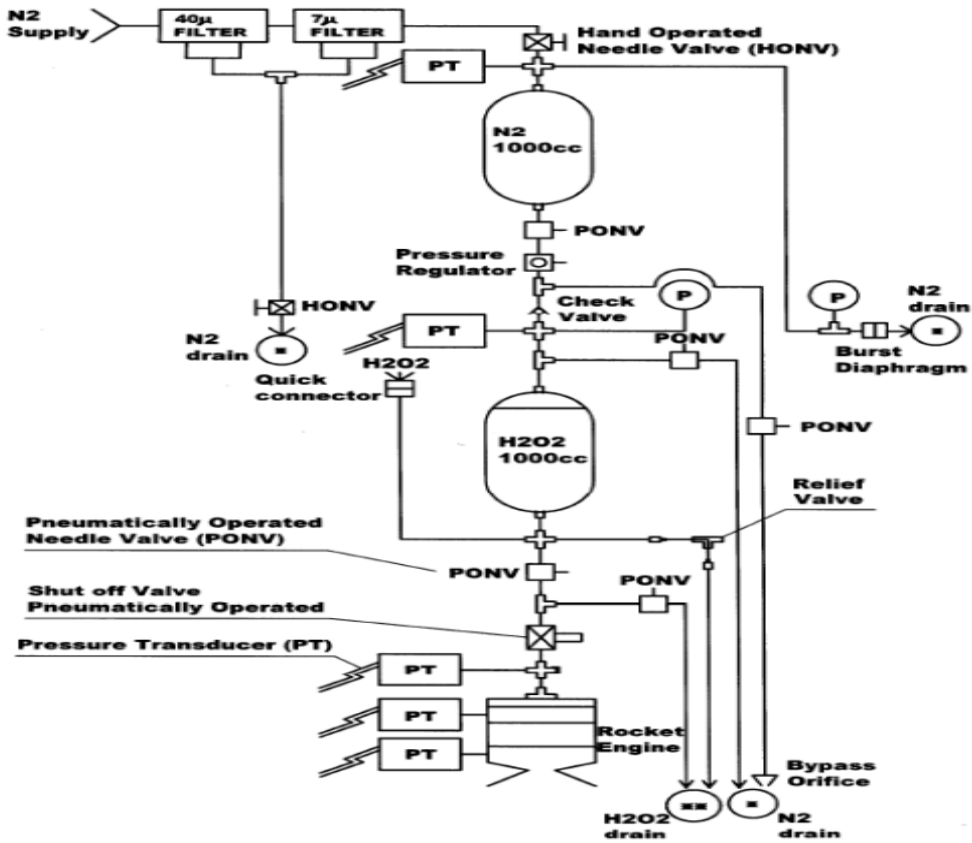 N2
Supply
40µ
FILTER
7µ
FILTER
Hand Operated
Needle Valve (HONV)
PT
N2
1000cc
PONV
Pressure
Regulator
HONV
Check
Valve
P
P
N2
drain
PT
N2
drain
PONV
Burst
Diaphragm
H2O2
Quick
connector
PONV
H2O2
1000cc
Relief
Valve
Pneumatically Operated
Needle Valve (PONV)
PONV
PONV
Shut off Valve
Pneumatically Operated
Pressure Transducer (PT)
PT
PT
Rocket
Engine
PT
Bypass
Orifice
H2O2
drain
N2
drain